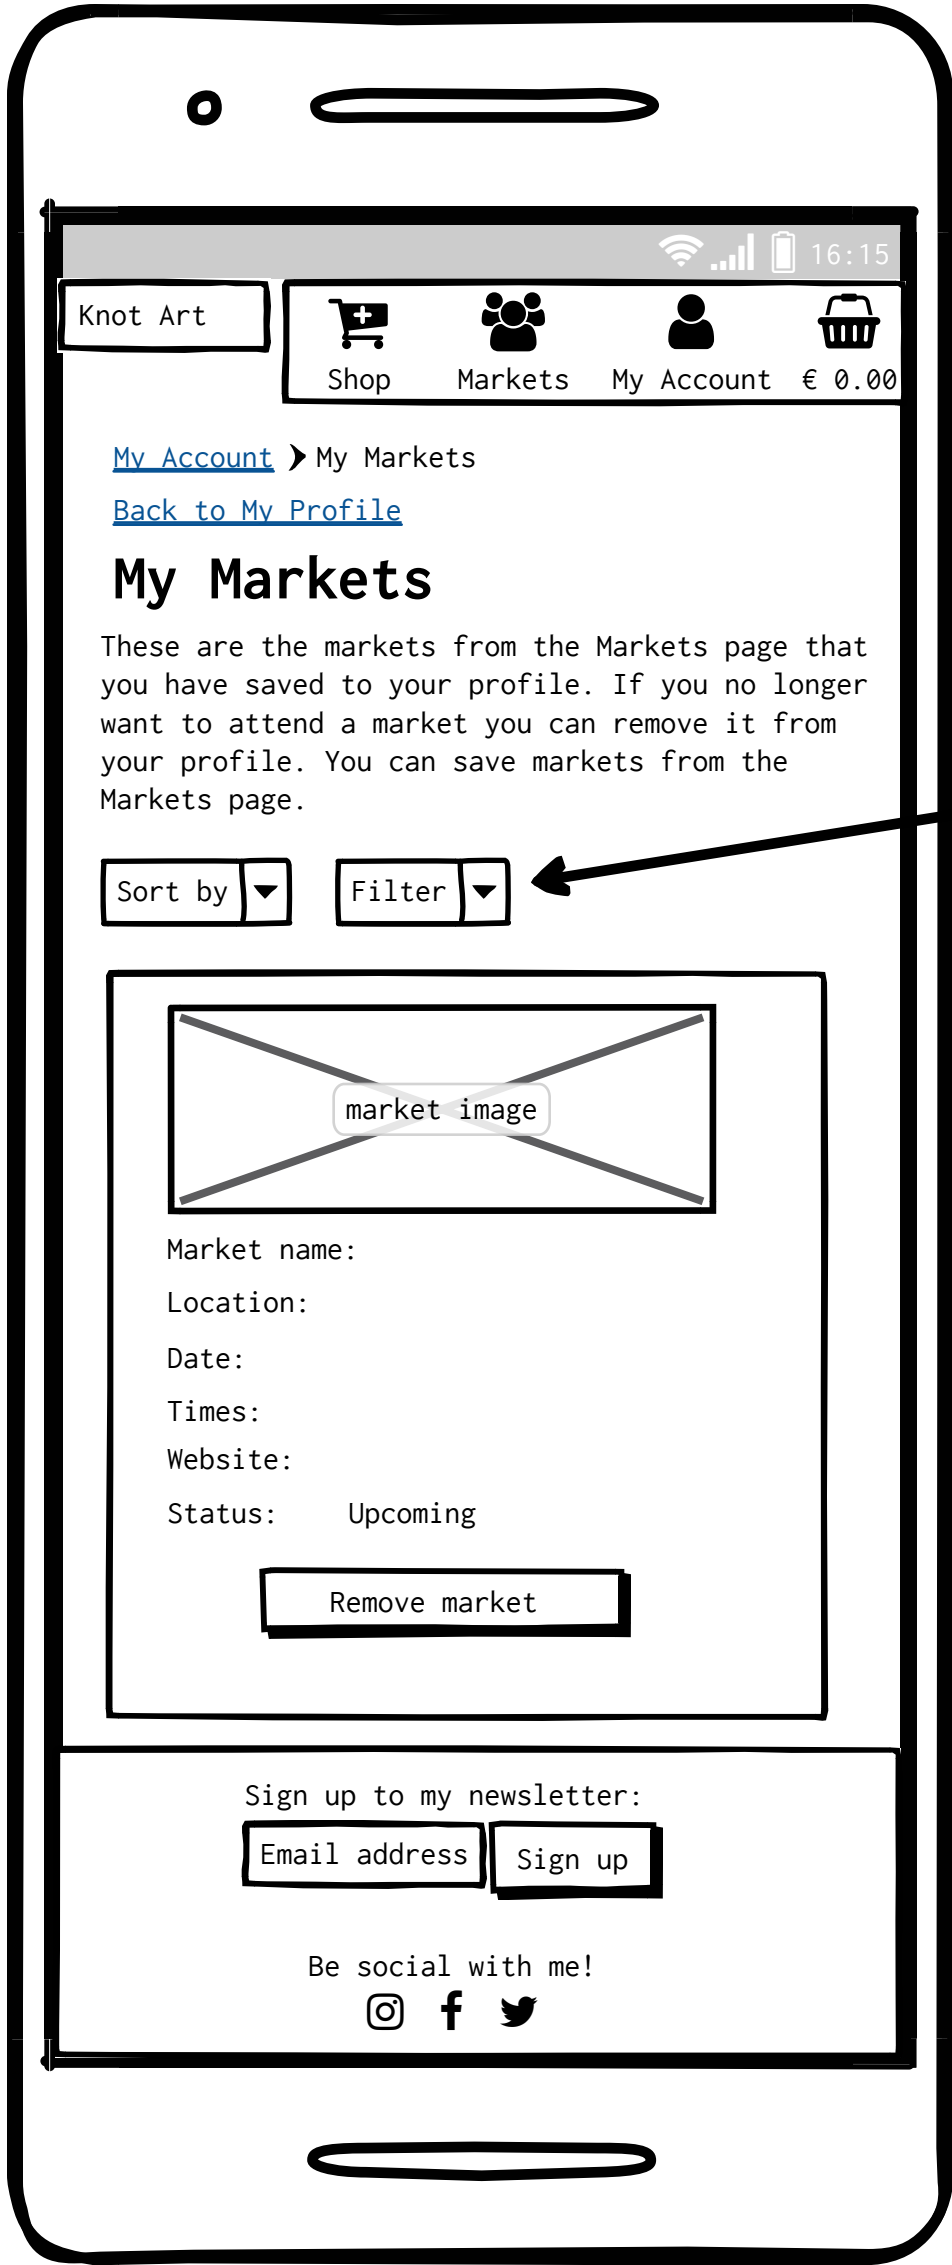 16:15
Knot Art
Shop Markets My Account € 0.00
My Account My Markets
Back to My Profile
My Markets
These are the markets from the Markets page that
you have saved to your profile. If you no longer
want to attend a market you can remove it from
your profile. You can save markets from the
Markets page.
Sort by Filter
market image
Market name:
Location:
Date:
Times:
Website:
Status: Upcoming
Remove market
Sign up to my newsletter:
Email address Sign up
Be social with me!